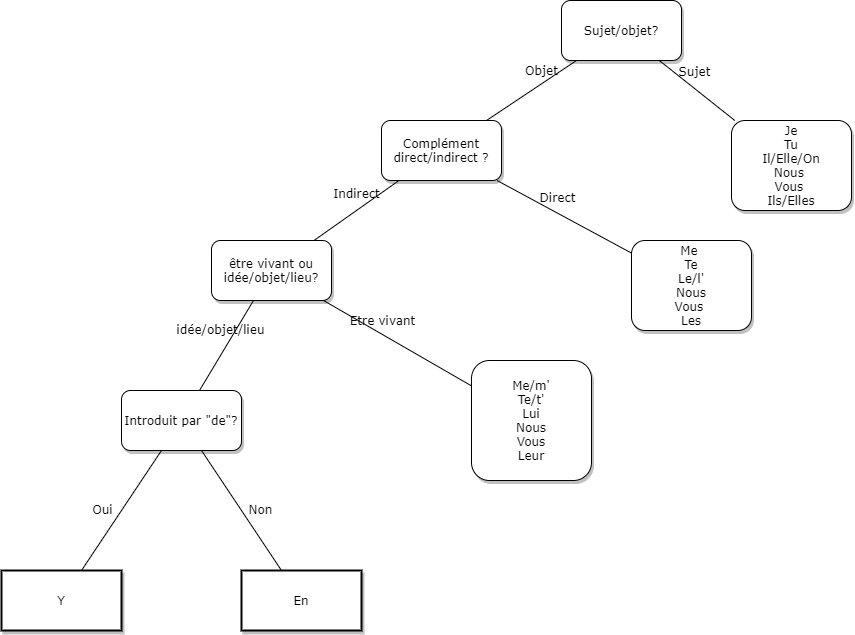 Sujet/objet?
Objet
Sujet
Complément
direct/indirect ?
Je
Tu
Il/Elle/On
Nous
Vous
Ils/Elles
Indirect
Direct
être vivant ou
idée/objet/lieu?
Me
Te
Le/l'
Nous
Vous
Les
idée/objet/lieu
Etre vivant
Introduit par "de"?
Me/m'
Te/t'
Lui
Nous
Vous
Leur
Oui
Non
Y
En